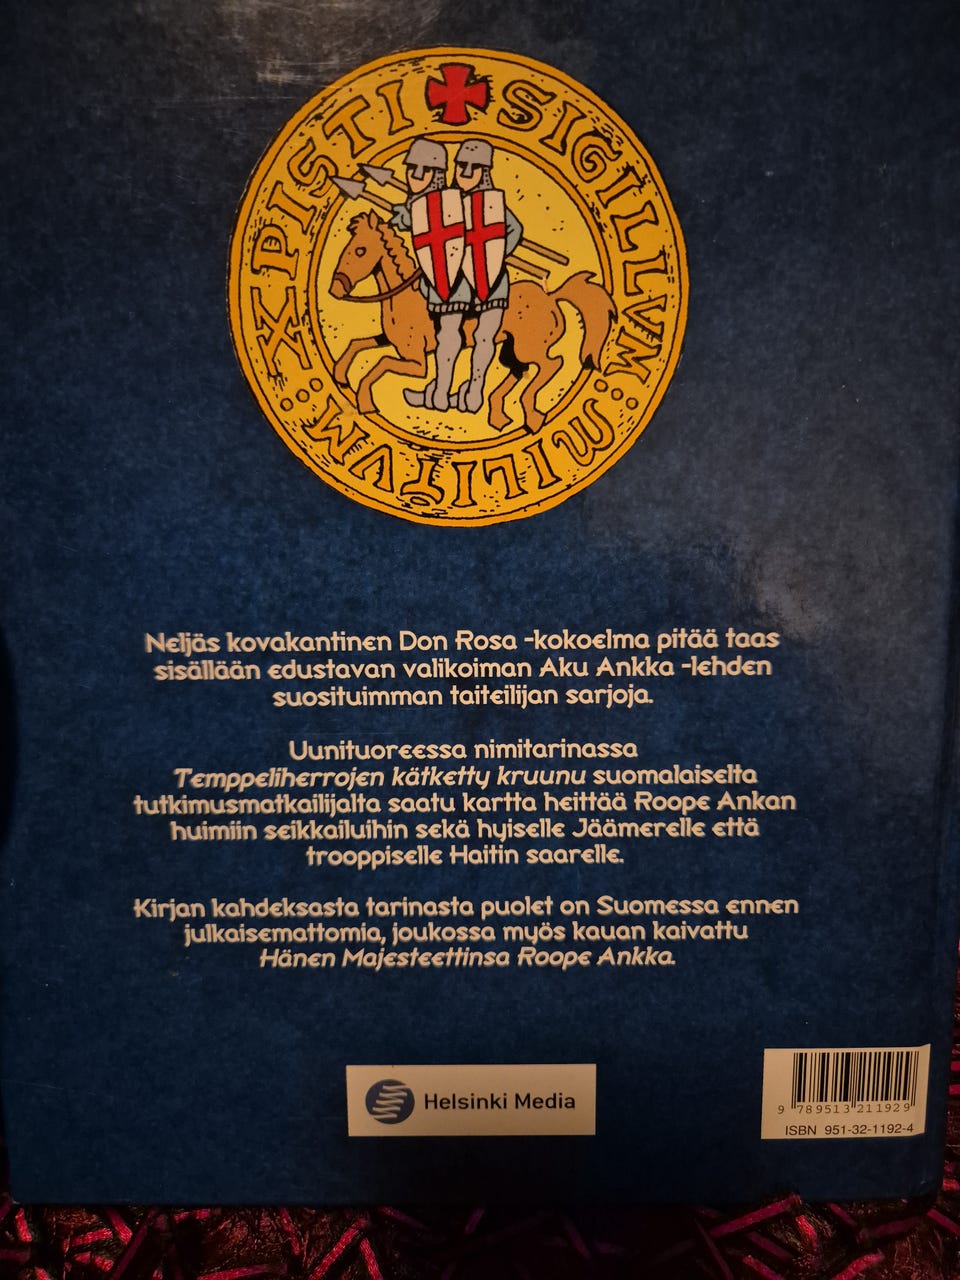 SIGILLVM : MILITVM : XPISTI
Neljäs kovakantinen Don Rosa -kokoelma pitää taas
sisällään edustavan valikoiman Aku Ankka -lehden
suosituimman taiteilijan sarjoja.
Uunituoreessa nimitarinassa
Temppeliherrojen kätketty kruunu suomalaiselta
tutkimusmatkailijalta saatu kartta heittää Roope Ankan
huimiin seikkailuihin sekä hyiselle Jäämerelle että
trooppiselle Haitin saarelle.
Kirjan kahdeksasta tarinasta puolet on Suomessa ennen
julkaisemattomia, joukossa myös kauan kaivattu
Hänen Majesteettinsa Roope Ankka.
Helsinki Media
9 789513 211929
ISBN 951-32-1192-4